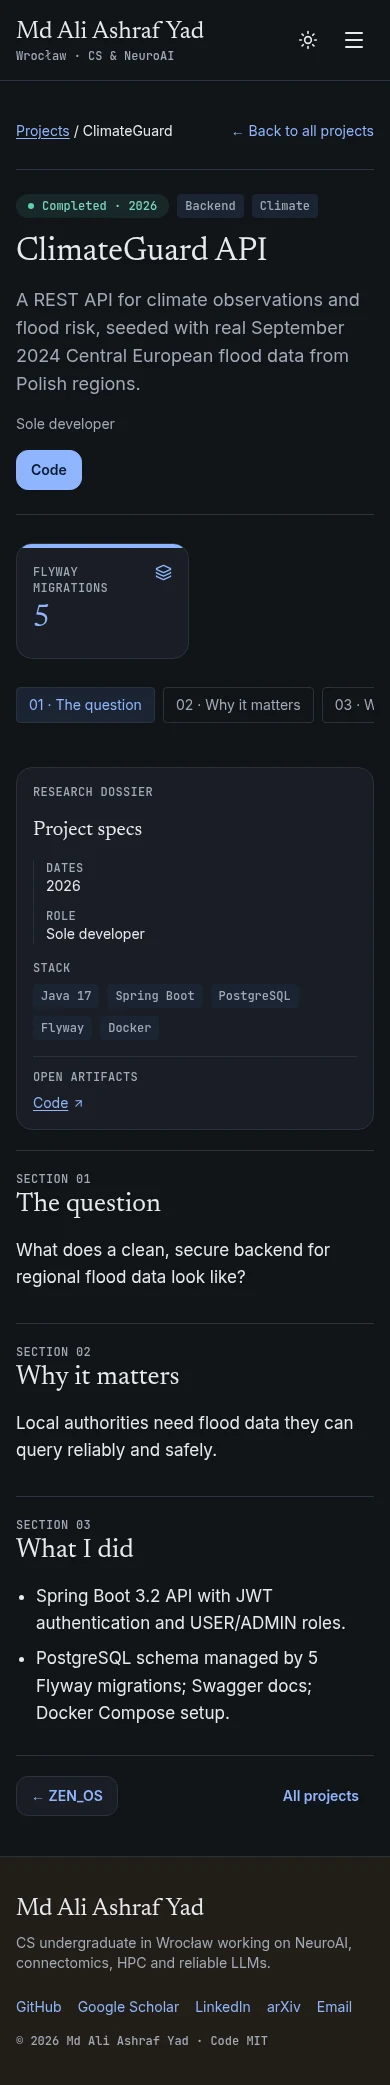 Md Ali Ashraf Yad
Wrocław · CS & NeuroAI
Projects / ClimateGuard
← Back to all projects
Completed · 2026
Backend
Climate
ClimateGuard API
A REST API for climate observations and
flood risk, seeded with real September
2024 Central European flood data from
Polish regions.
Sole developer
Code
FLYWAY
MIGRATIONS
5
01 · The question
02 · Why it matters
03 · W
RESEARCH DOSSIER
Project specs
DATES
2026
ROLE
Sole developer
STACK
Java 17
Spring Boot
PostgreSQL
Flyway
Docker
OPEN ARTIFACTS
Code ↗
SECTION 01
The question
What does a clean, secure backend for
regional flood data look like?
SECTION 02
Why it matters
Local authorities need flood data they can
query reliably and safely.
SECTION 03
What I did
• Spring Boot 3.2 API with JWT
authentication and USER/ADMIN roles.
• PostgreSQL schema managed by 5
Flyway migrations; Swagger docs;
Docker Compose setup.
← ZEN_OS
All projects
Md Ali Ashraf Yad
CS undergraduate in Wrocław working on NeuroAI,
connectomics, HPC and reliable LLMs.
GitHub
Google Scholar
LinkedIn
arXiv
Email
© 2026 Md Ali Ashraf Yad · Code MIT